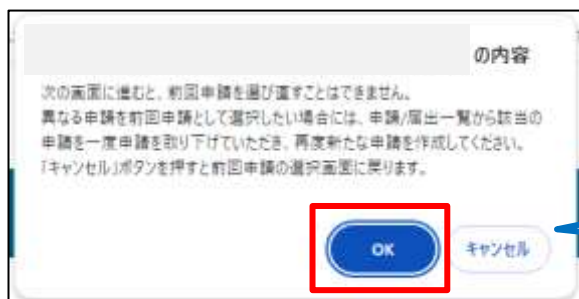 の内容
次の画面に進むと、前回申請を選び直すことはできません。
異なる申請を前回申請として選択したい場合には、申請/届出一覧から該当の
申請を一度申請を取り下げていただき、再度新たな申請を作成してください。
「キャンセル」ボタンを押すと前回申請の選択画面に戻ります。
OK
キャンセル